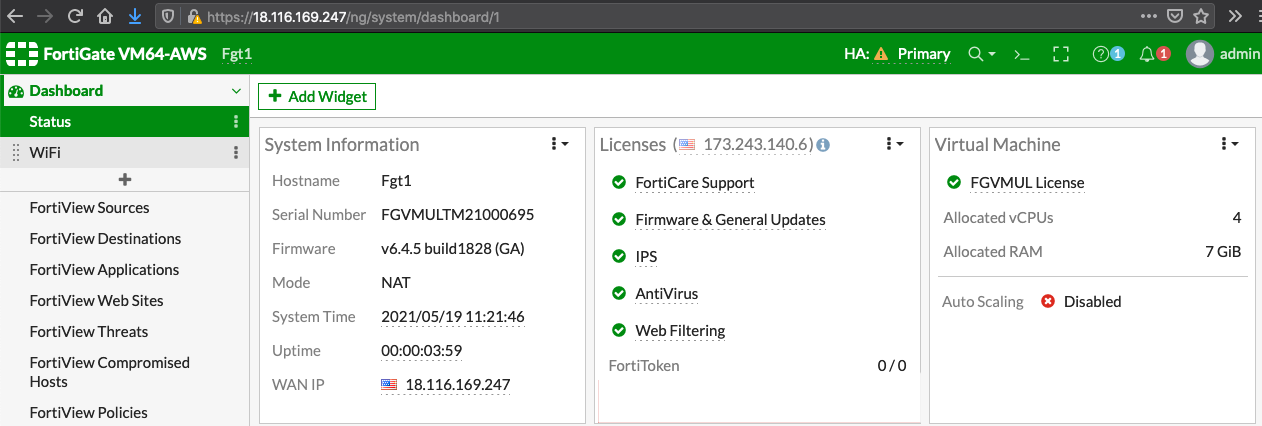 https://18.116.169.247/ng/system/dashboard/1
FortiGate VM64-AWS Fgt1 HA: Primary >_ ? 1 1 admin
Dashboard
Status
WiFi
+
FortiView Sources
FortiView Destinations
FortiView Applications
FortiView Web Sites
FortiView Threats
FortiView Compromised
Hosts
FortiView Policies
+ Add Widget
System Information
Hostname Fgt1
Serial Number FGVMULTM21000695
Firmware v6.4.5 build1828 (GA)
Mode NAT
System Time 2021/05/19 11:21:46
Uptime 00:00:03:59
WAN IP 18.116.169.247
Licenses (173.243.140.6)
FortiCare Support
Firmware & General Updates
IPS
AntiVirus
Web Filtering
FortiToken 0 / 0
Virtual Machine
FGVMUL License
Allocated vCPUs 4
Allocated RAM 7 GiB
Auto Scaling Disabled